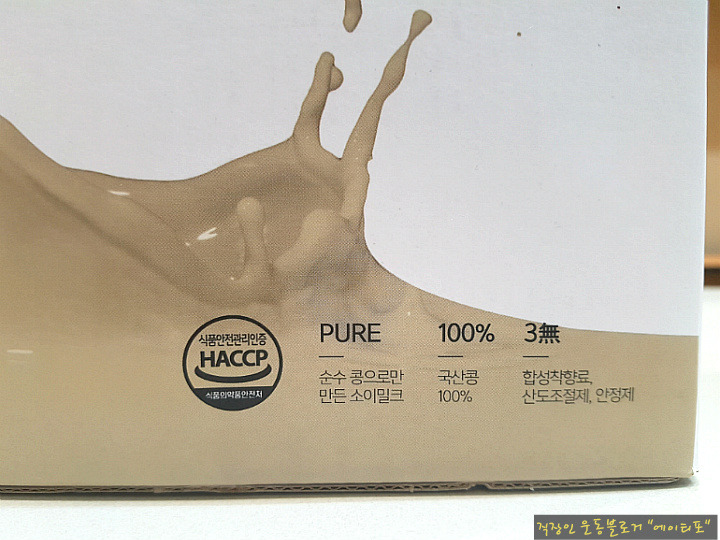 식품안전관리인증
HACCP
식품의약품안전처
PURE
순수 콩으로만
만든 소이밀크
100%
국산콩
100%
3無
합성착향료,
산도조절제, 안정제
직장인 운동블로거 "에이티포"